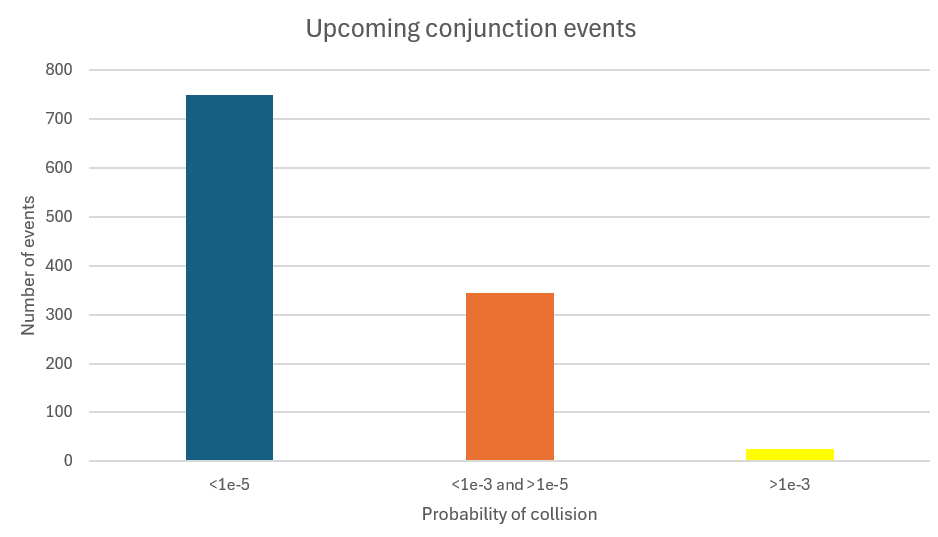 Upcoming conjunction events
800
700
600
500
400
300
200
100
0
Number of events
<1e-5
<1e-3 and >1e-5
>1e-3
Probability of collision